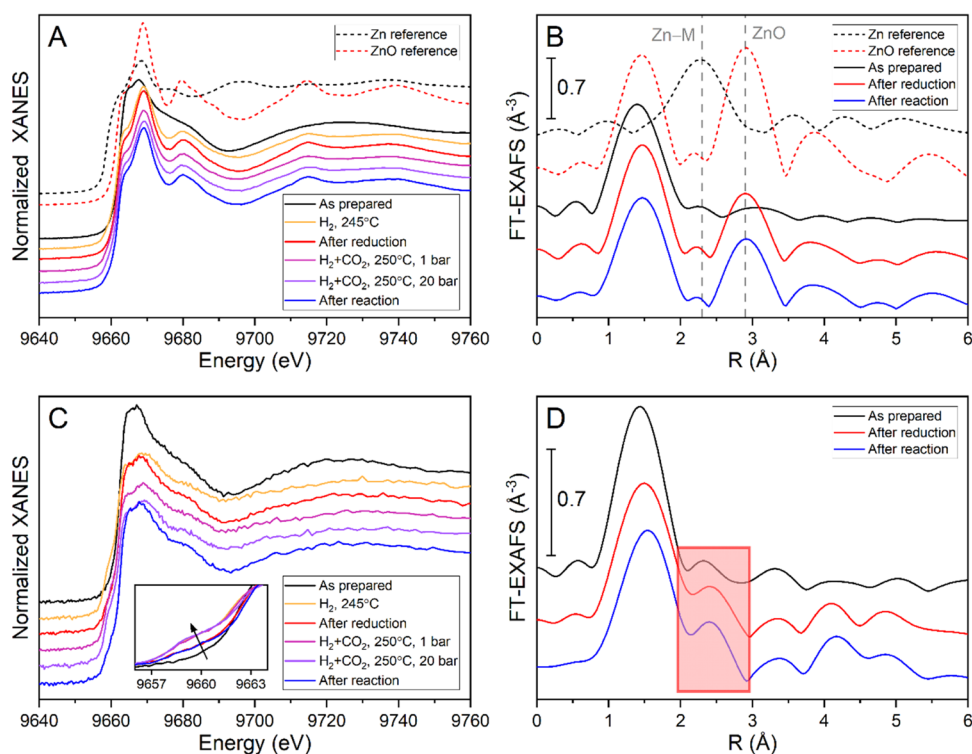 A
Zn reference
ZnO reference
Normalized XANES
As prepared
H₂, 245°C
After reduction
H₂+CO₂, 250°C, 1 bar
H₂+CO₂, 250°C, 20 bar
After reaction
9640 9660 9680 9700 9720 9740 9760
Energy (eV)
B
Zn–M
ZnO
Zn reference
ZnO reference
As prepared
After reduction
After reaction
0.7
FT-EXAFS (Å⁻³)
0 1 2 3 4 5 6
R (Å)
C
Normalized XANES
As prepared
H₂, 245°C
After reduction
H₂+CO₂, 250°C, 1 bar
H₂+CO₂, 250°C, 20 bar
After reaction
9657 9660 9663
9640 9660 9680 9700 9720 9740 9760
Energy (eV)
D
As prepared
After reduction
After reaction
0.7
FT-EXAFS (Å⁻³)
0 1 2 3 4 5 6
R (Å)